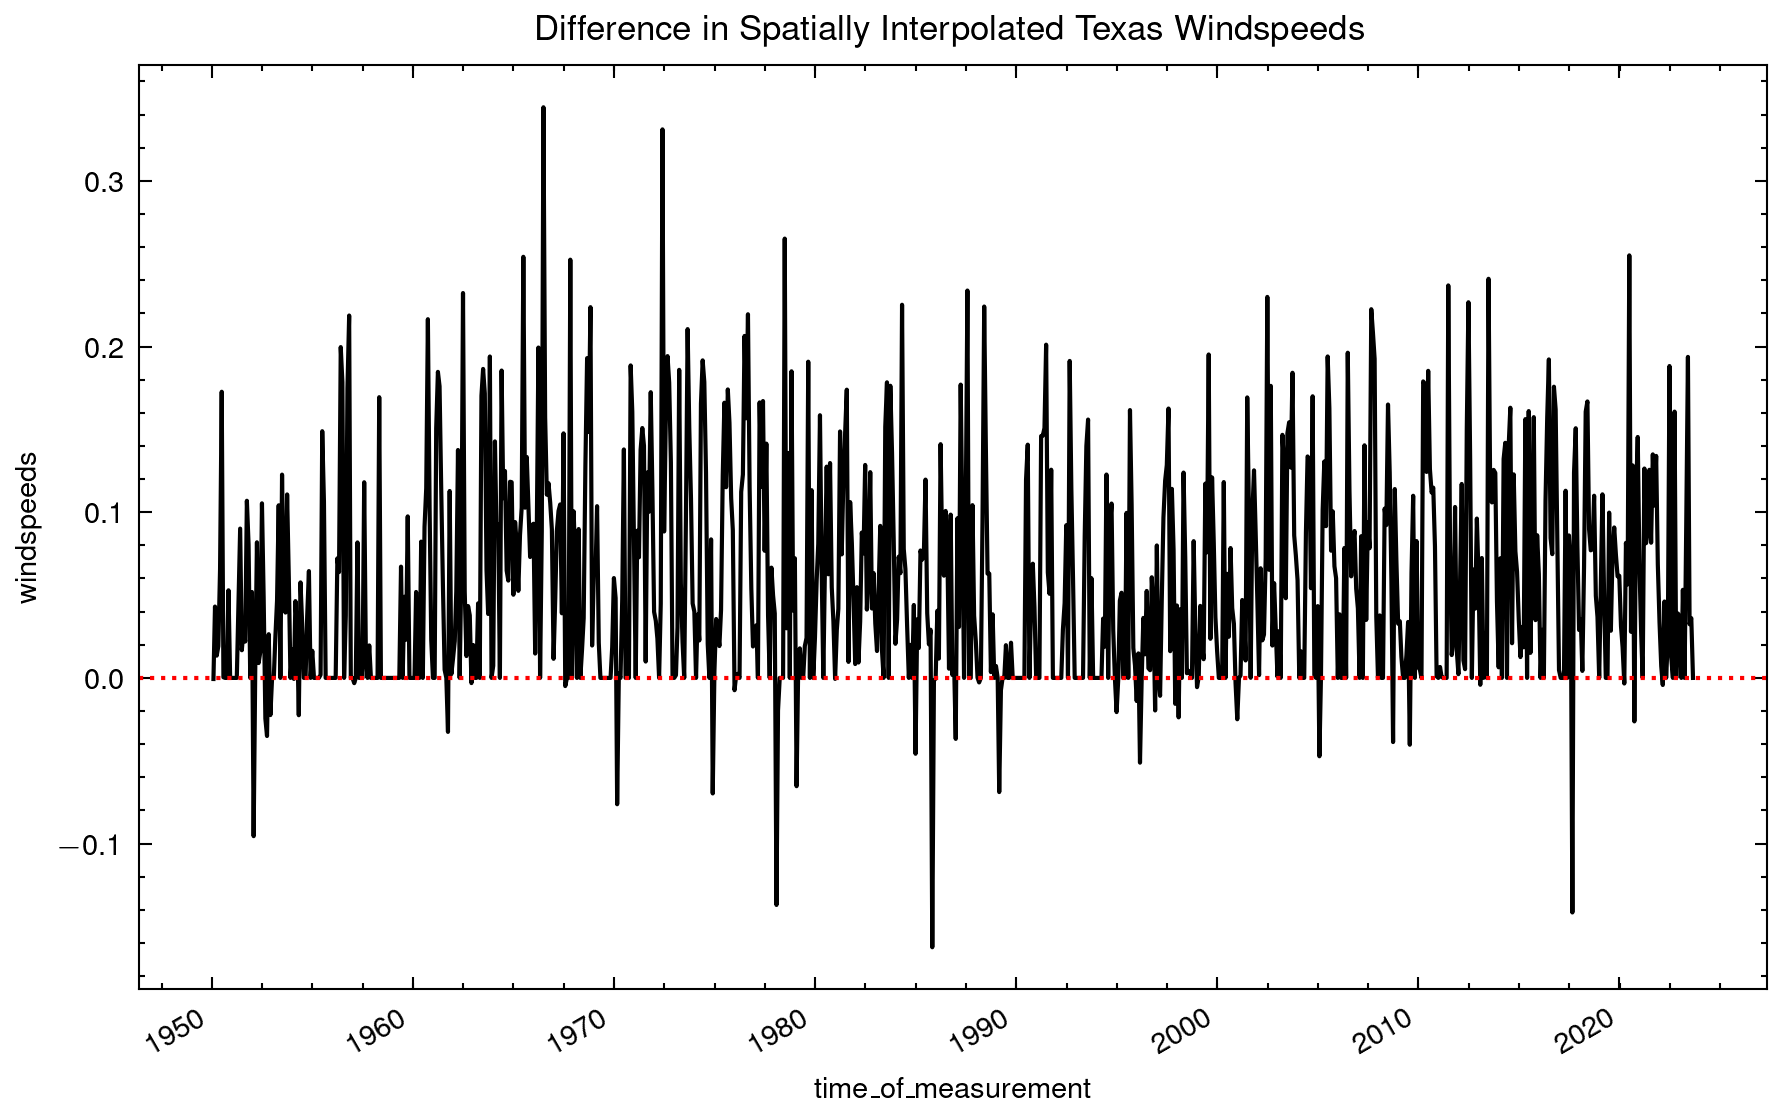 Difference in Spatially Interpolated Texas Windspeeds
0.3
0.2
0.1
0.0
−0.1
windspeeds
1950 1960 1970 1980 1990 2000 2010 2020
time_of_measurement